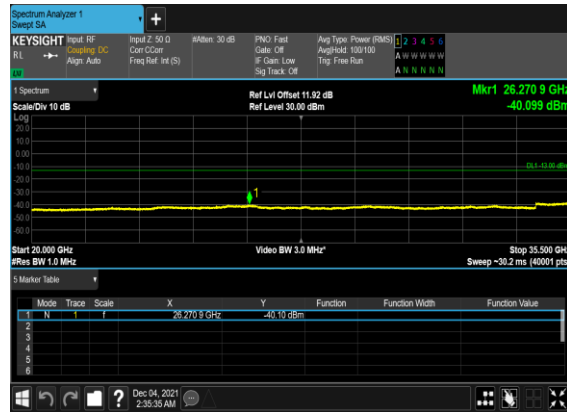 Spectrum Analyzer 1
Swept SA
+
KEYSIGHT Input: RF Input Z: 50 Ω #Atten: 30 dB PNO: Fast Avg Type: Power (RMS) 1 2 3 4 5 6
RL Coupling: DC Corr CCorr Gate: Off Avg|Hold: 100/100 A W W W W W
Align: Auto Freq Ref: Int (S) IF Gain: Low Trig: Free Run
Sig Track: Off A N N N N N
1 Spectrum Ref Lvl Offset 11.92 dB Mkr1 26.270 9 GHz
Scale/Div 10 dB Ref Level 30.00 dBm -40.099 dBm
Log
20.0
10.0
0.00
-10.0 DL1 -13.00 dBm
-20.0
-30.0 1
-40.0
-50.0
-60.0
Start 20.000 GHz Video BW 3.0 MHz* Stop 35.500 GHz
#Res BW 1.0 MHz Sweep ~30.2 ms (40001 pts)
5 Marker Table
Mode Trace Scale X Y Function Function Width Function Value
1 N 1 f 26.270 9 GHz -40.10 dBm
2
3
4
5
6
? Dec 04, 2021
2:35:35 AM